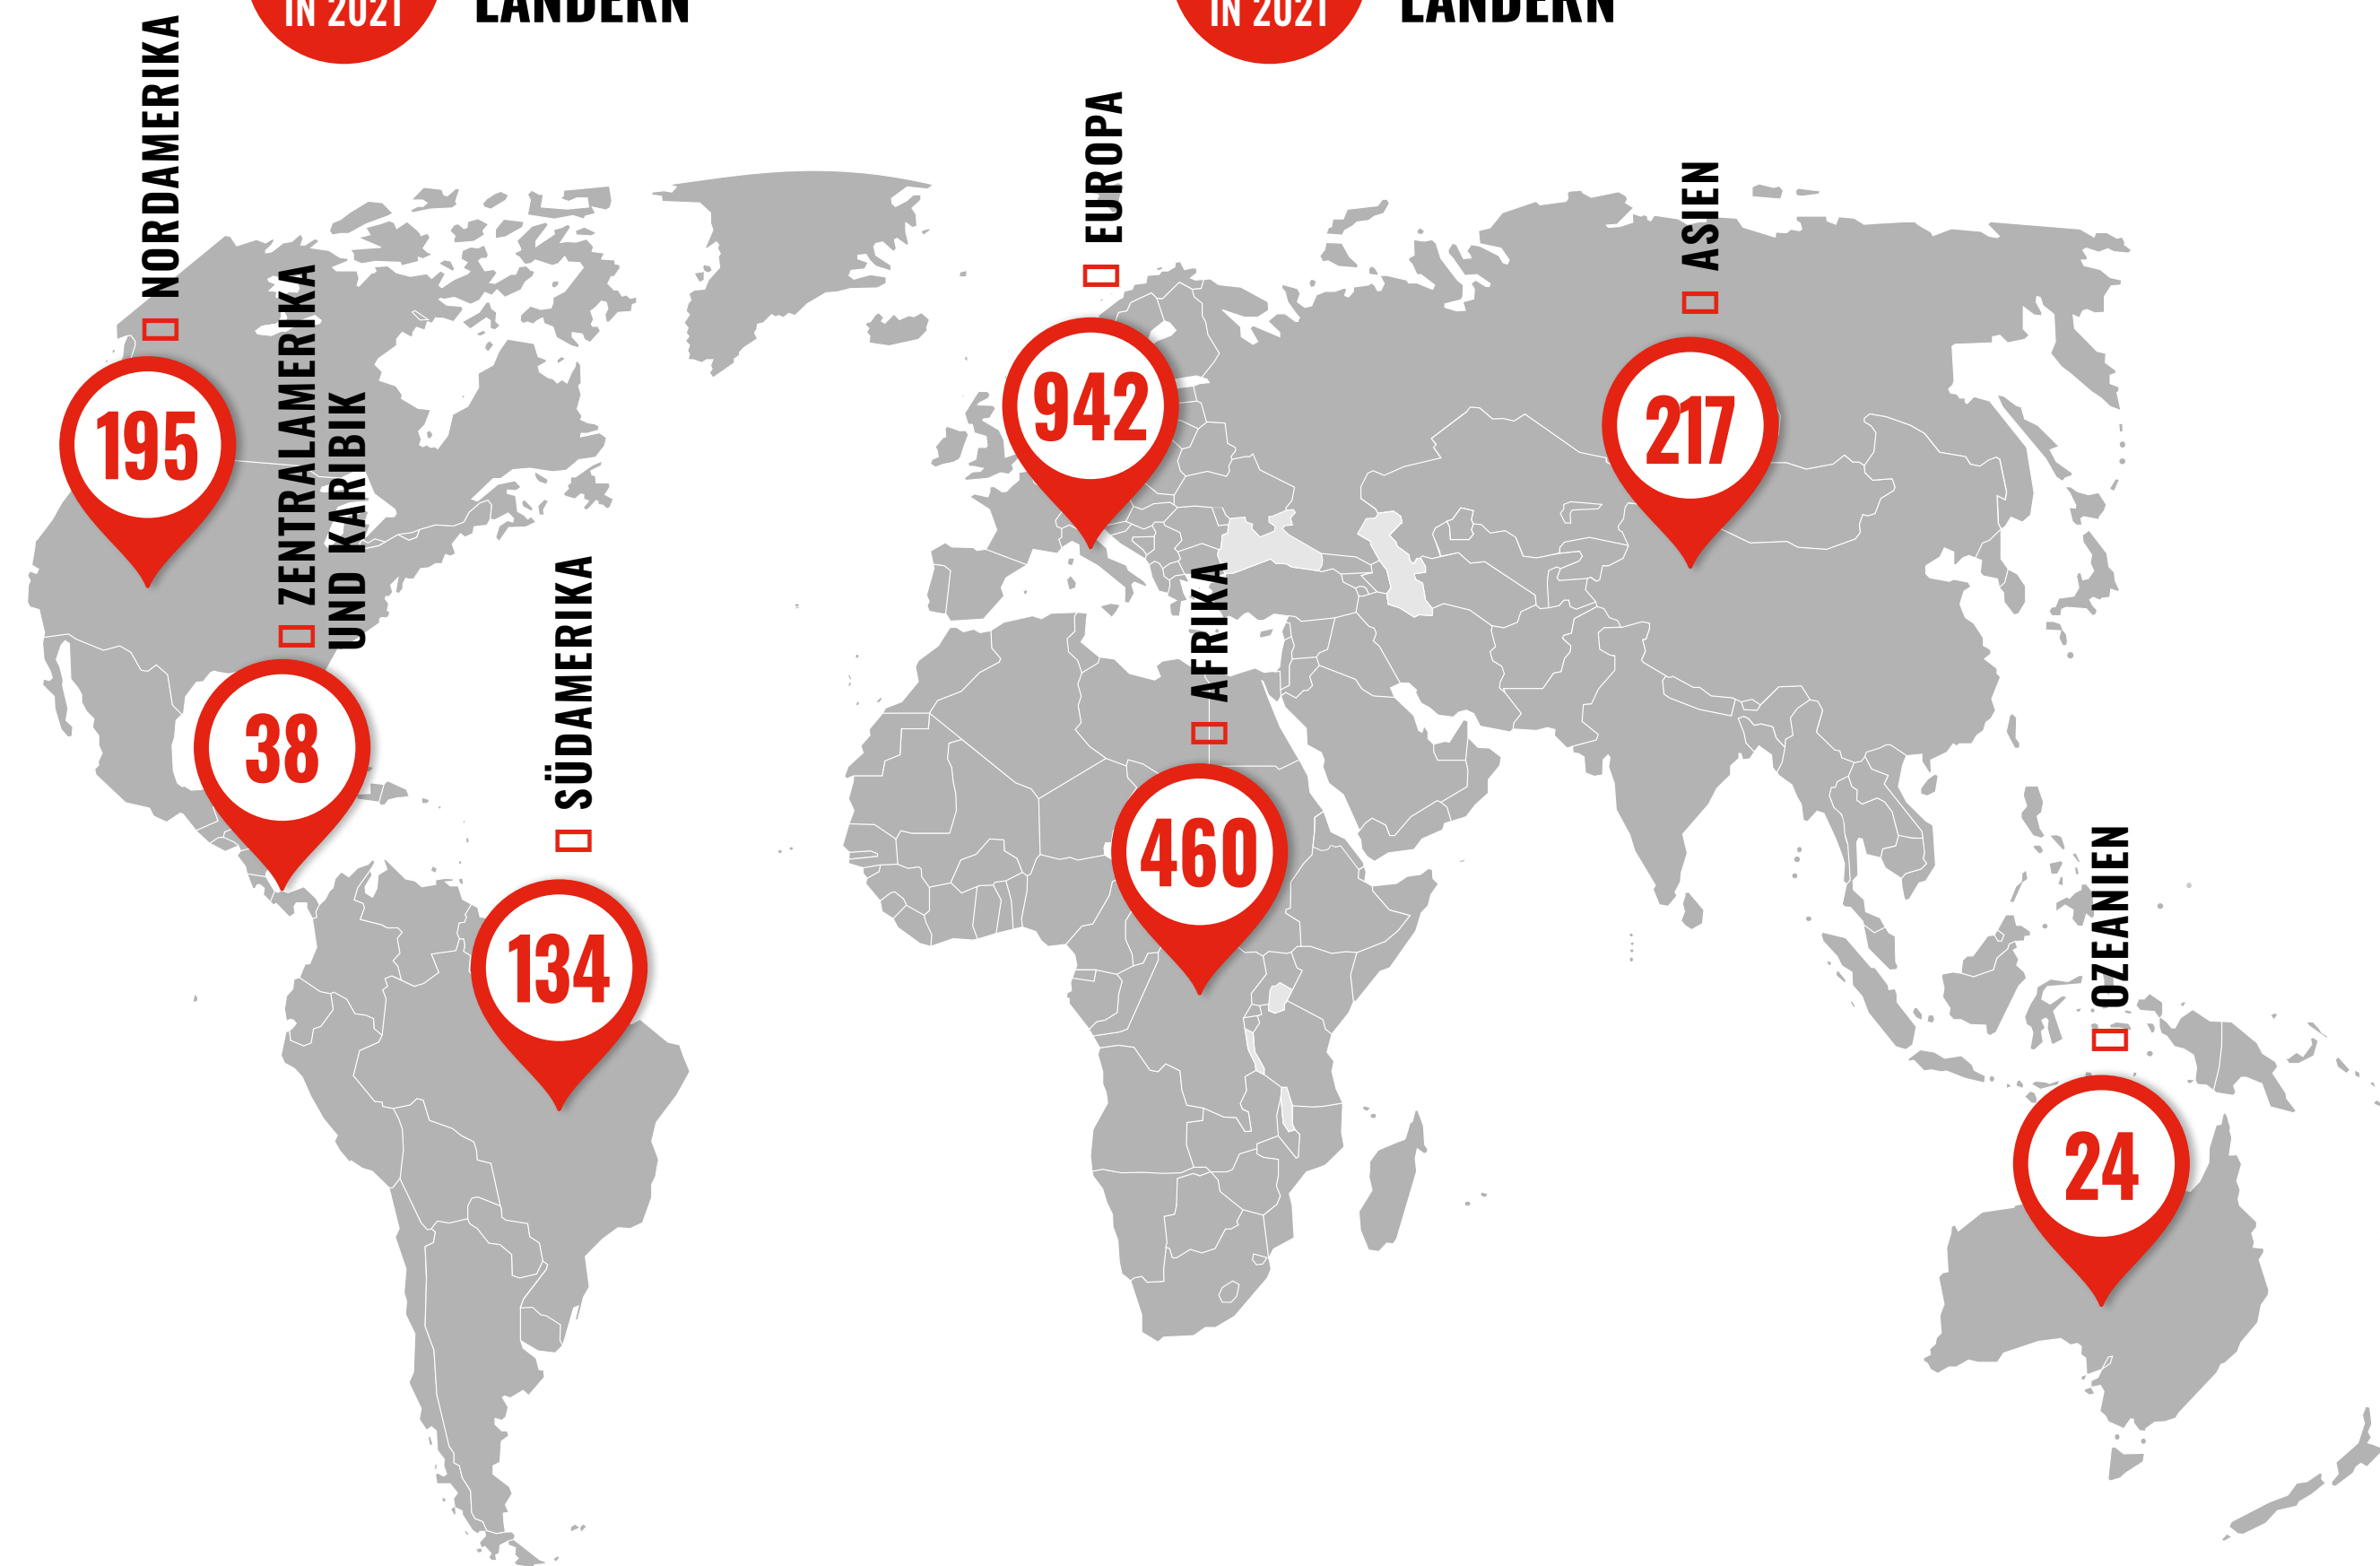 IN 2021
LÄNDERN
IN 2021
LÄNDERN
NORDAMERIKA
195
ZENTRALAMERIKA
UND KARIBIK
38
SÜDAMERIKA
134
EUROPA
942
AFRIKA
460
ASIEN
217
OZEANIEN
24